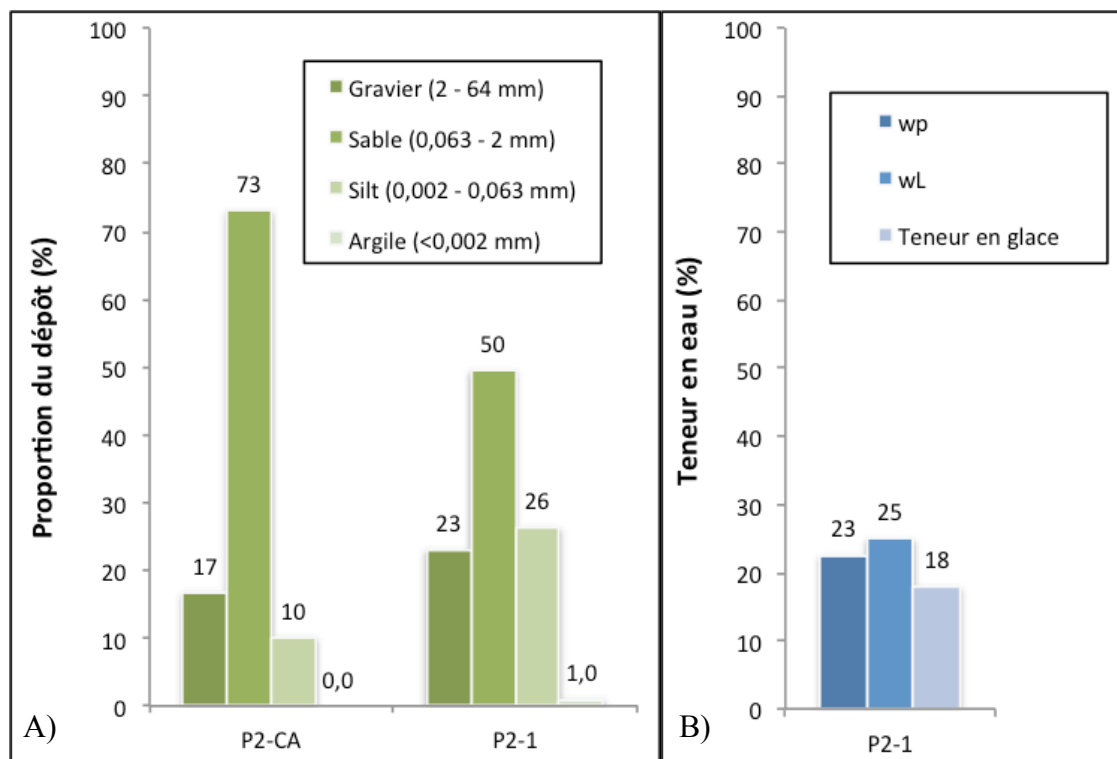 Proportion du dépôt (%)
100
90
80
70
60
50
40
30
20
10
0
Gravier (2 - 64 mm)
Sable (0,063 - 2 mm)
Silt (0,002 - 0,063 mm)
Argile (<0,002 mm)
17
73
10
0,0
23
50
26
1,0
P2-CA
P2-1
A)
Teneur en eau (%)
100
90
80
70
60
50
40
30
20
10
0
wp
wL
Teneur en glace
23
25
18
P2-1
B)